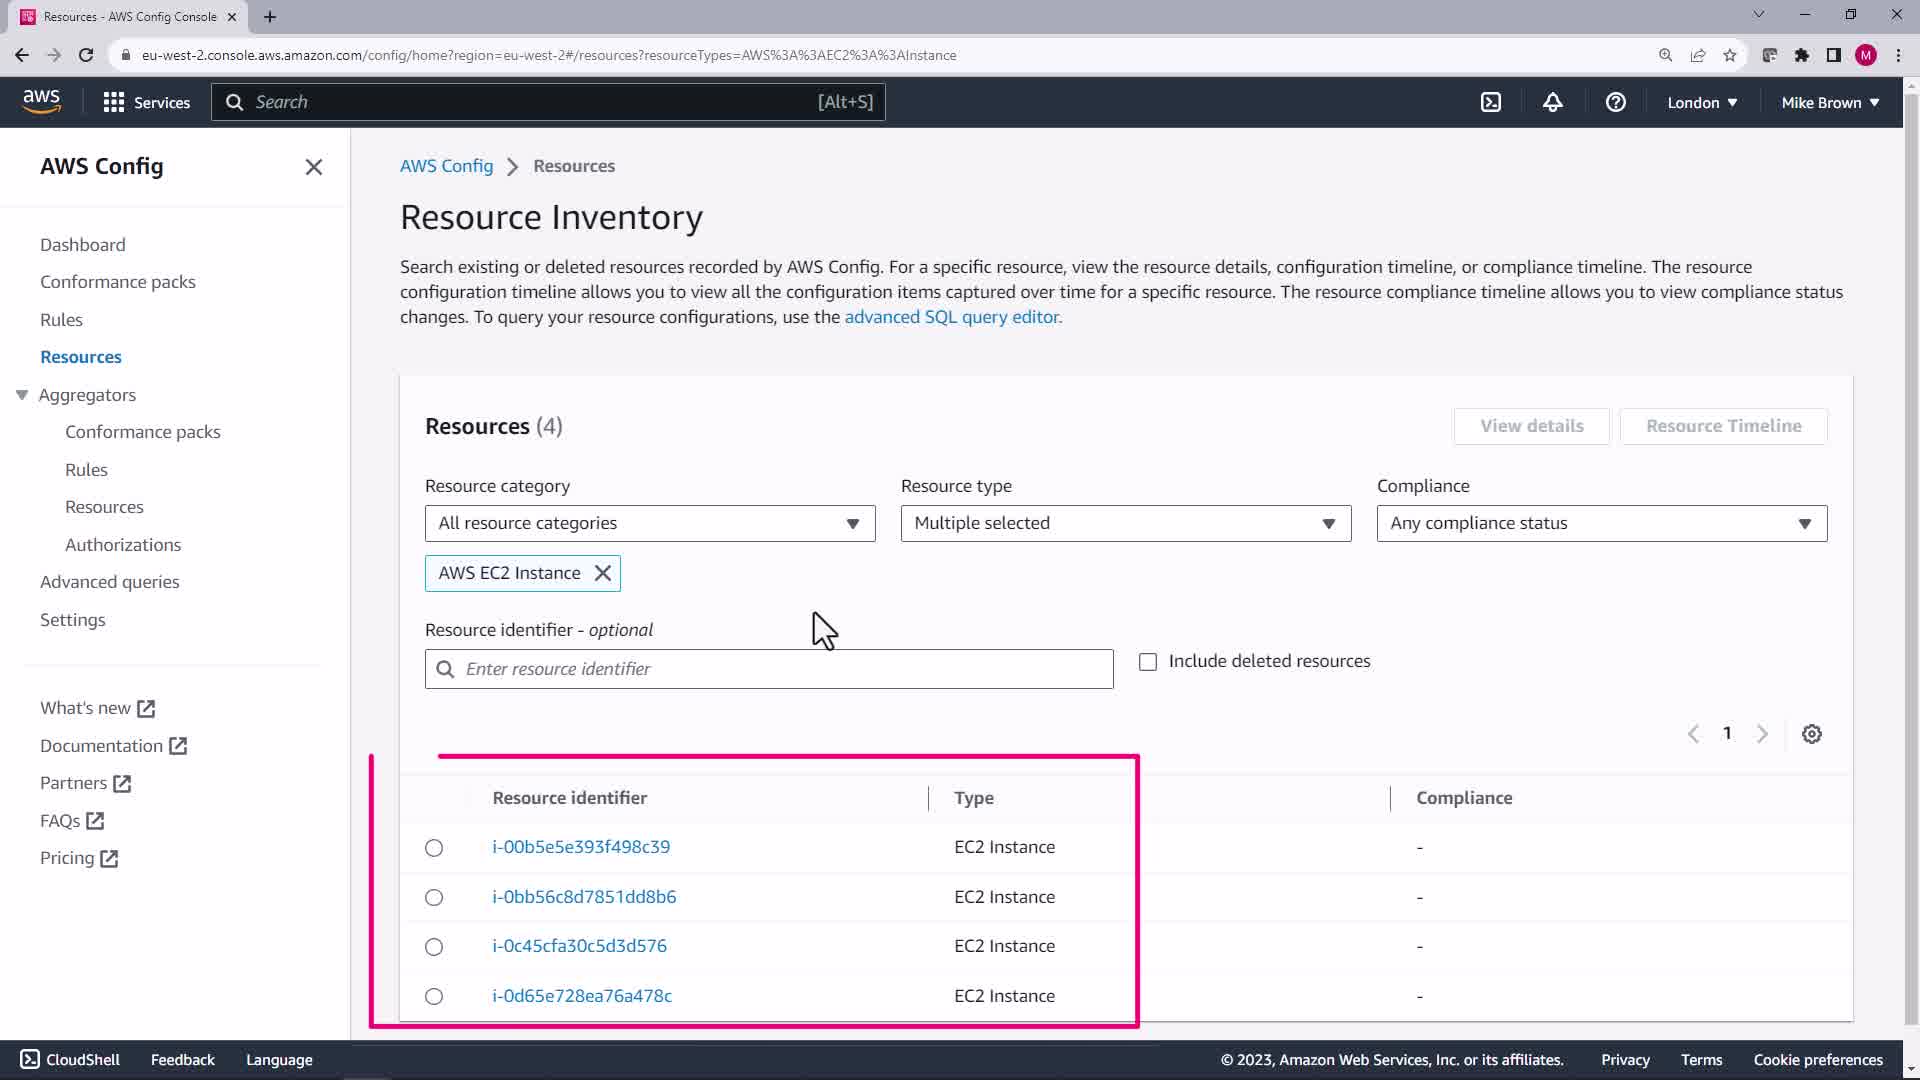 Resources - AWS Config Console
eu-west-2.console.aws.amazon.com/config/home?region=eu-west-2#/resources?resourceTypes=AWS%3A%3AEC2%3A%3AInstance
M
aws
Services
Search
[Alt+S]
London
Mike Brown
AWS Config
Dashboard
Conformance packs
Rules
Resources
Aggregators
Conformance packs
Rules
Resources
Authorizations
Advanced queries
Settings
What's new
Documentation
Partners
FAQs
Pricing
AWS Config > Resources
Resource Inventory
Search existing or deleted resources recorded by AWS Config. For a specific resource, view the resource details, configuration timeline, or compliance timeline. The resource
configuration timeline allows you to view all the configuration items captured over time for a specific resource. The resource compliance timeline allows you to view compliance status
changes. To query your resource configurations, use the advanced SQL query editor.
Resources (4)
View details
Resource Timeline
Resource category
Resource type
Compliance
All resource categories
Multiple selected
Any compliance status
AWS EC2 Instance
Resource identifier - optional
Enter resource identifier
Include deleted resources
1
Resource identifier Type Compliance
i-00b5e5e393f498c39 EC2 Instance -
i-0bb56c8d7851dd8b6 EC2 Instance -
i-0c45cfa30c5d3d576 EC2 Instance -
i-0d65e728ea76a478c EC2 Instance -
CloudShell Feedback Language
© 2023, Amazon Web Services, Inc. or its affiliates. Privacy Terms Cookie preferences